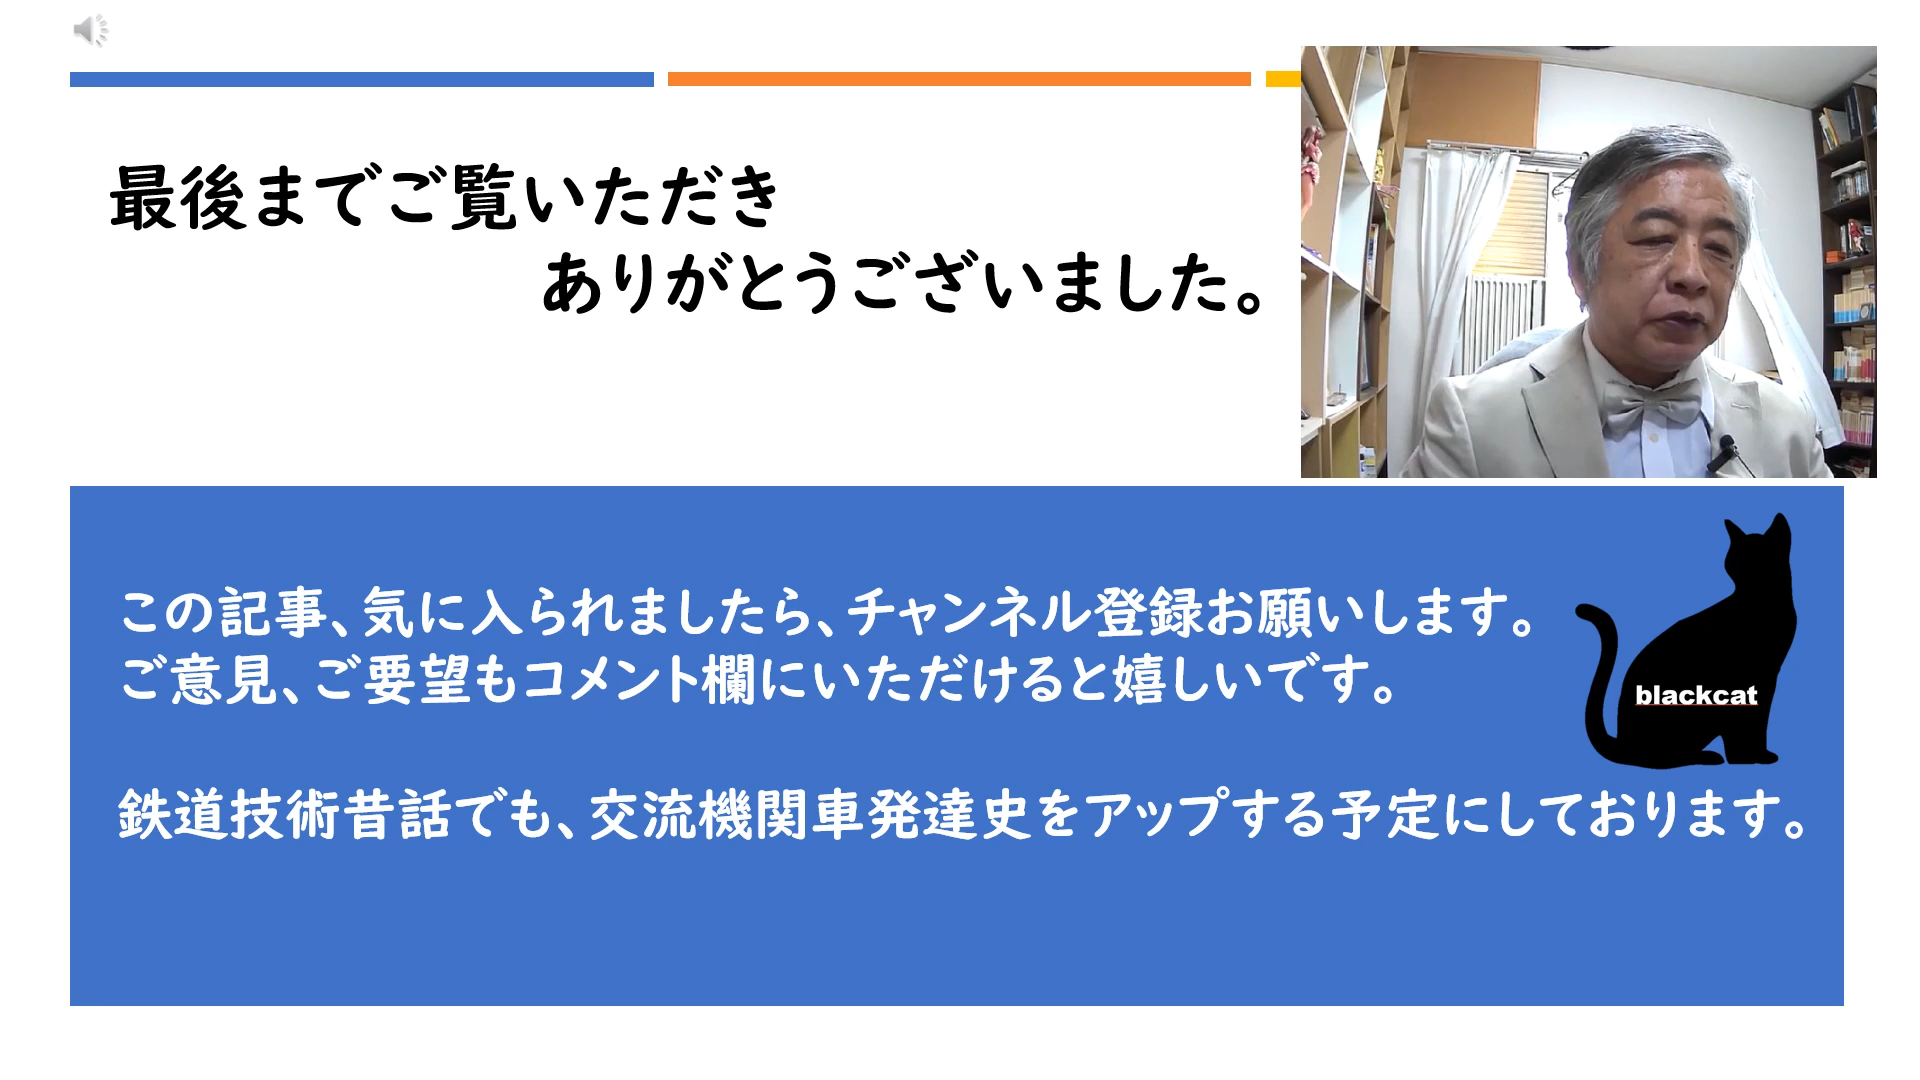 最後までご覧いただき
ありがとうございました。
この記事、気に入られましたら、チャンネル登録お願いします。
ご意見、ご要望もコメント欄にいただけると嬉しいです。
blackcat
鉄道技術昔話でも、交流機関車発達史をアップする予定にしております。